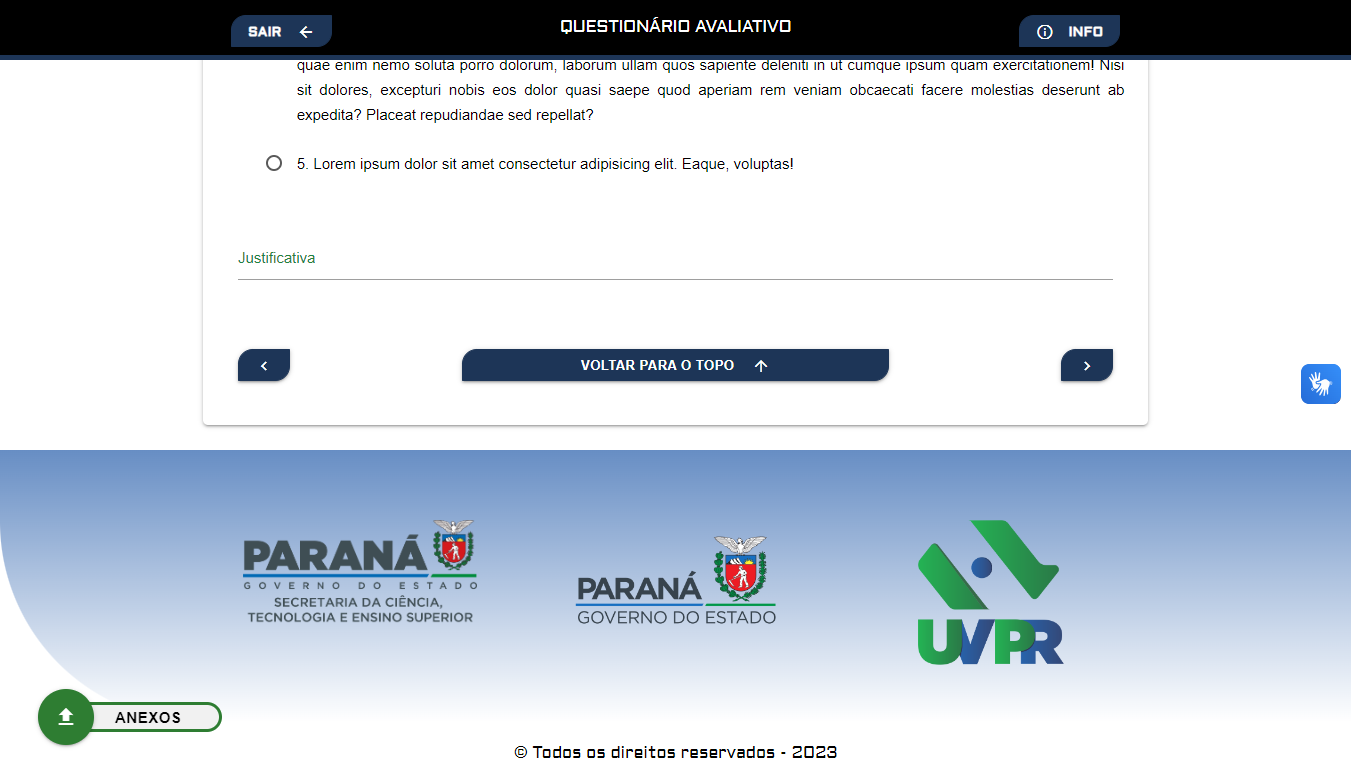 SAIR
QUESTIONÁRIO AVALIATIVO
INFO
quae enim nemo soluta porro dolorum, laborum ullam quos sapiente deleniti in ut cumque ipsum quam exercitationem! Nisi
sit dolores, excepturi nobis eos dolor quasi saepe quod aperiam rem veniam obcaecati facere molestias deserunt ab
expedita? Placeat repudiandae sed repellat?
5. Lorem ipsum dolor sit amet consectetur adipisicing elit. Eaque, voluptas!
Justificativa
VOLTAR PARA O TOPO
PARANÁ
GOVERNO DO ESTADO
SECRETARIA DA CIÊNCIA,
TECNOLOGIA E ENSINO SUPERIOR
PARANÁ
GOVERNO DO ESTADO
UVPR
ANEXOS
© Todos os direitos reservados - 2023